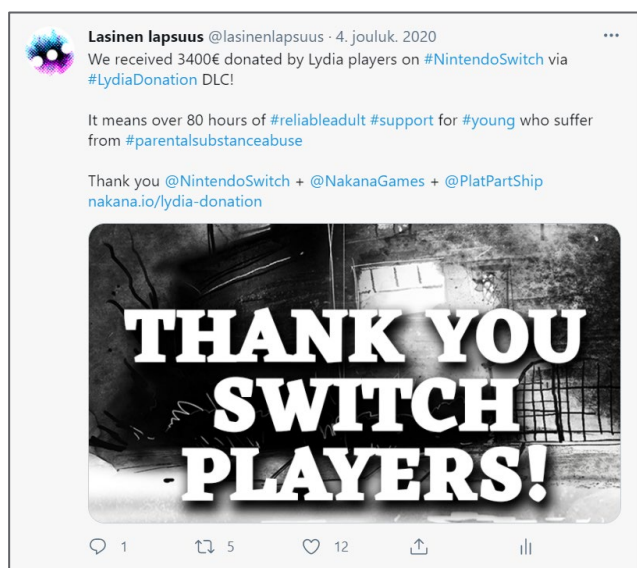 Lasinen lapsuus @lasinenlapsuus · 4. jouluk. 2020
We received 3400€ donated by Lydia players on #NintendoSwitch via
#LydiaDonation DLC!
It means over 80 hours of #reliableadult #support for #young who suffer
from #parentalsubstanceabuse
Thank you @NintendoSwitch + @NakanaGames + @PlatPartShip
nakana.io/lydia-donation
THANK YOU
SWITCH
PLAYERS!
1 5 12